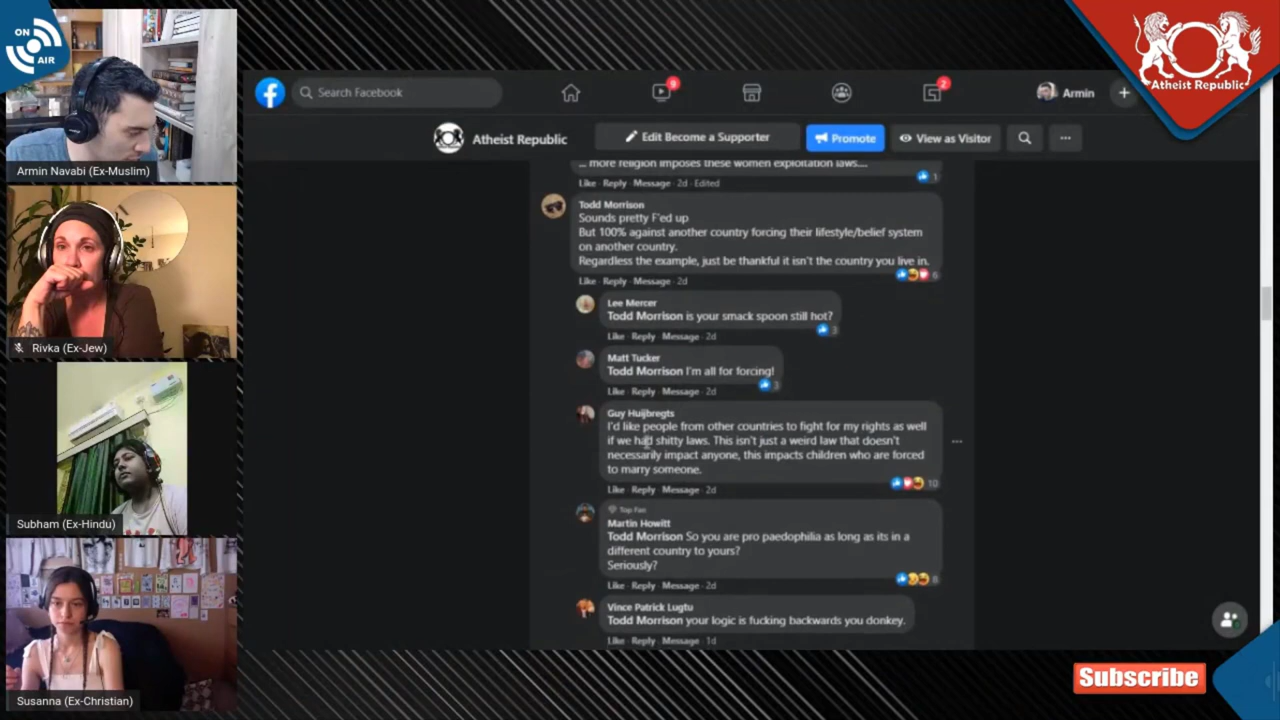 ON
AIR
Armin Navabi (Ex-Muslim)
Rivka (Ex-Jew)
Subham (Ex-Hindu)
Susanna (Ex-Christian)
Search Facebook
9
2
Armin
Atheist Republic
Atheist Republic
Edit Become a Supporter
Promote
View as Visitor
... more religion imposes these women exploitation laws....
1
Like · Reply · Message · 2d · Edited
Todd Morrison
Sounds pretty F'ed up
But 100% against another country forcing their lifestyle/belief system
on another country.
Regardless the example, just be thankful it isn't the country you live in.
6
Like · Reply · Message · 2d
Lee Mercer
Todd Morrison is your smack spoon still hot?
3
Like · Reply · Message · 2d
Matt Tucker
Todd Morrison I'm all for forcing!
3
Like · Reply · Message · 2d
Guy Huijbregts
I'd like people from other countries to fight for my rights as well
if we had shitty laws. This isn't just a weird law that doesn't
necessarily impact anyone, this impacts children who are forced
to marry someone.
10
Like · Reply · Message · 2d
Top Fan
Martin Howitt
Todd Morrison So you are pro paedophilia as long as its in a
different country to yours?
Seriously?
8
Like · Reply · Message · 2d
Vince Patrick Lugtu
Todd Morrison your logic is fucking backwards you donkey.
Like · Reply · Message · 1d
Subscribe